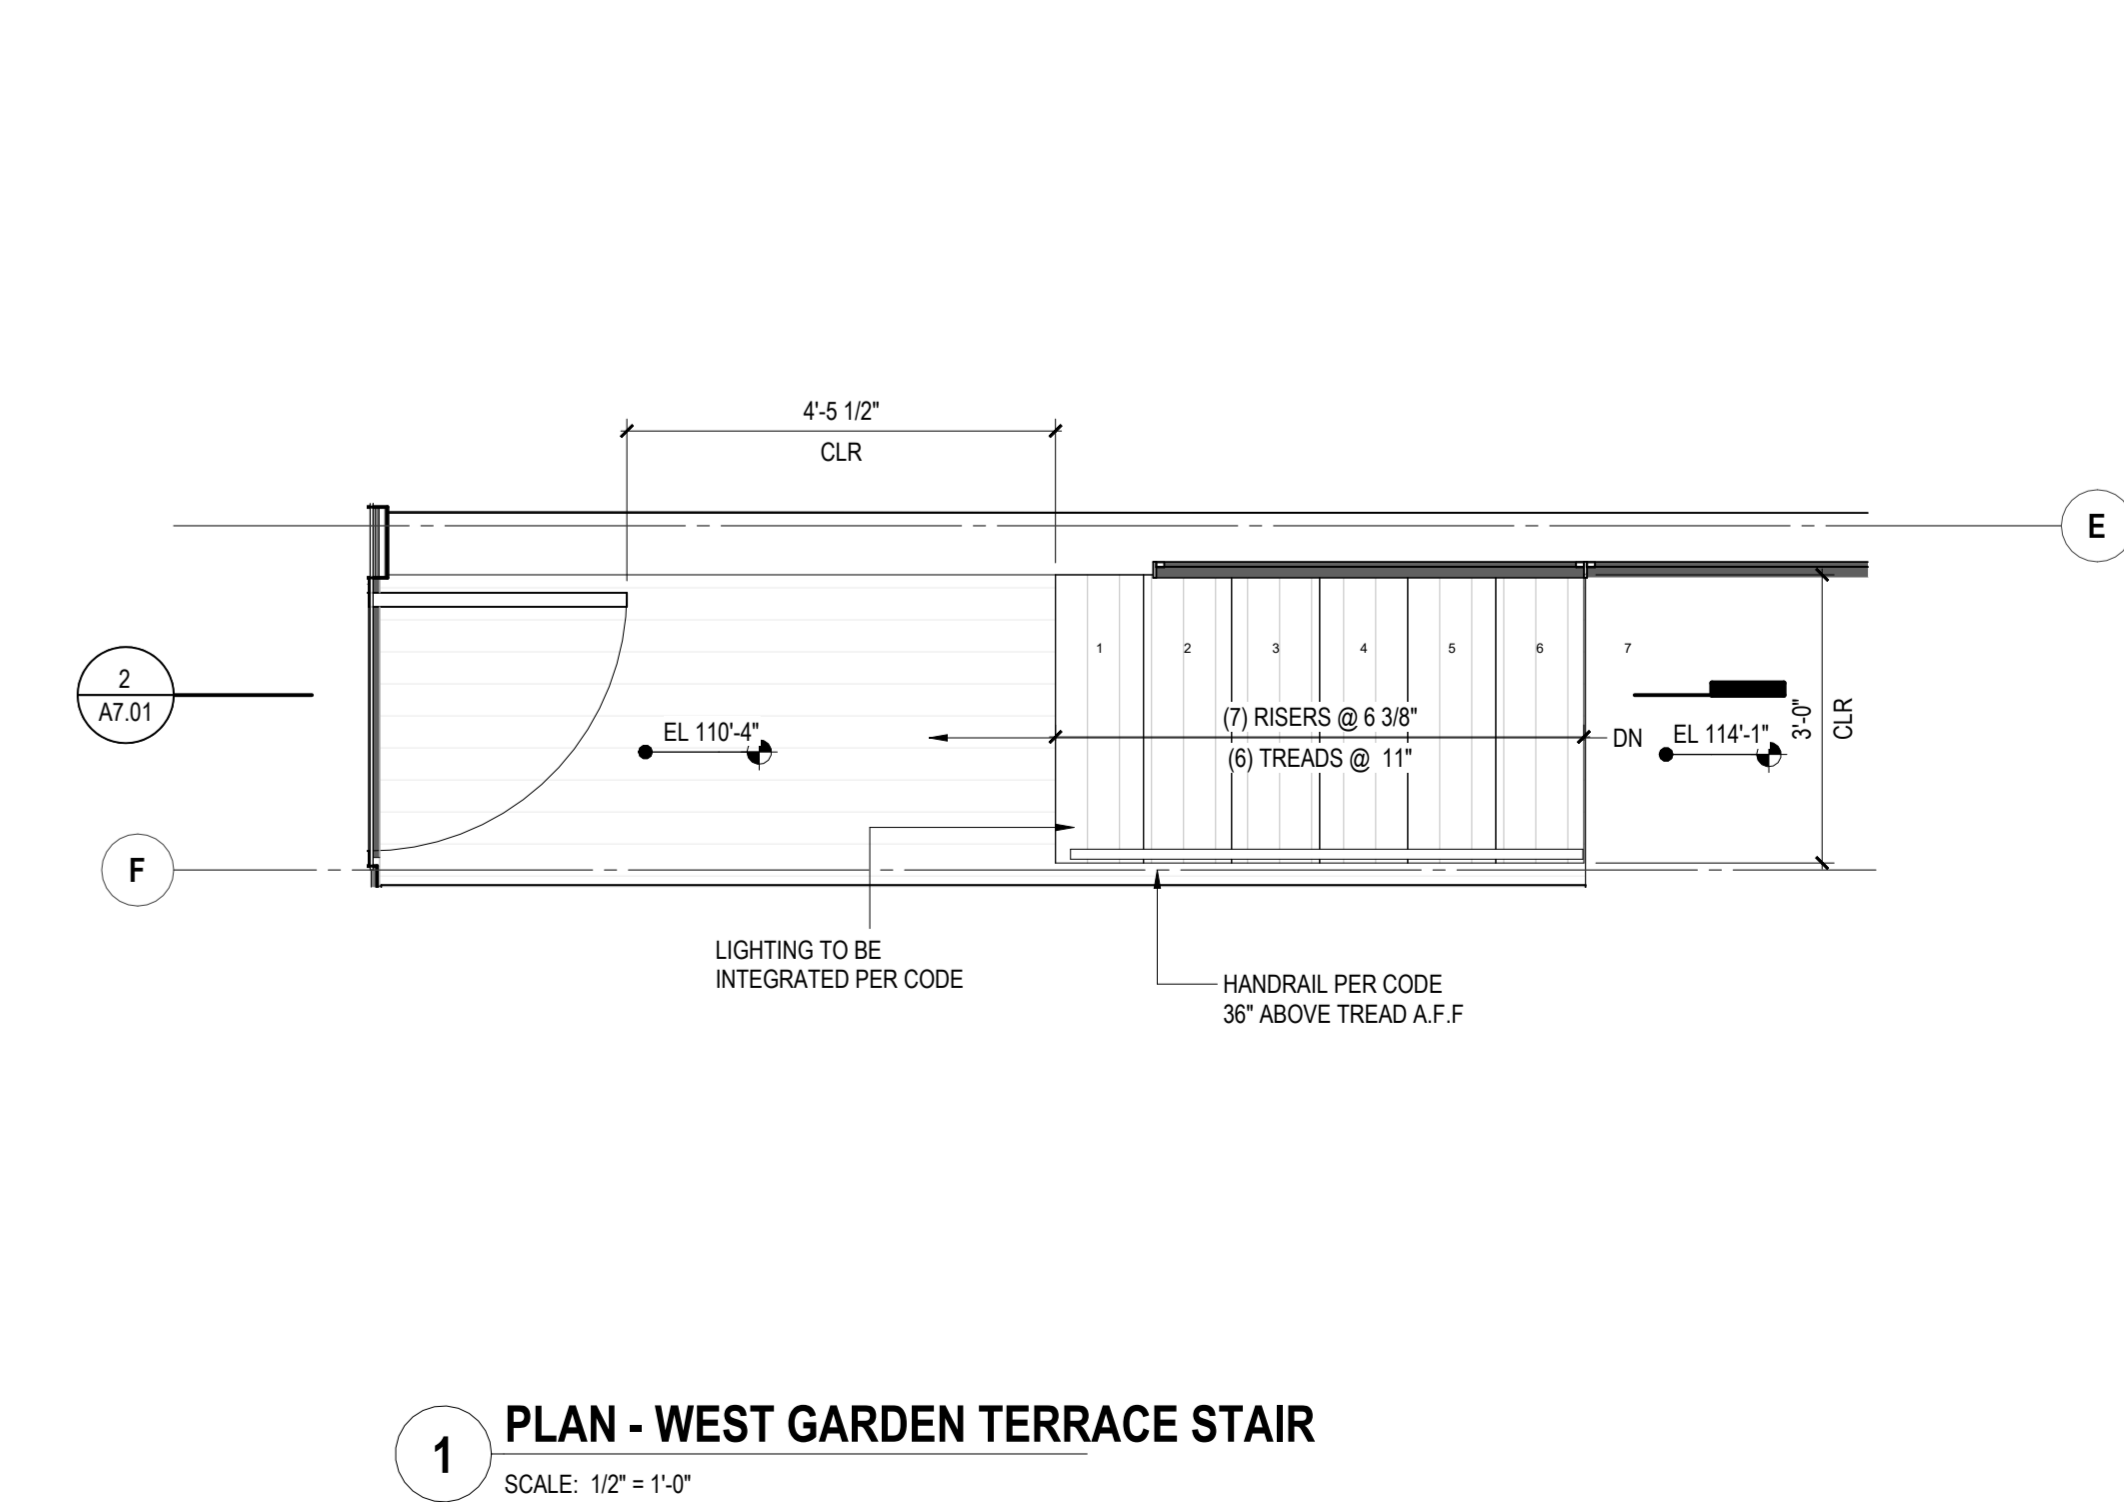 4'-5 1/2"
CLR
E
2
A7.01
1 2 3 4 5 6 7
(7) RISERS @ 6 3/8"
(6) TREADS @ 11"
DN
EL 110'-4"
EL 114'-1"
3'-0"
CLR
F
LIGHTING TO BE
INTEGRATED PER CODE
HANDRAIL PER CODE
36" ABOVE TREAD A.F.F
1
PLAN - WEST GARDEN TERRACE STAIR
SCALE: 1/2" = 1'-0"